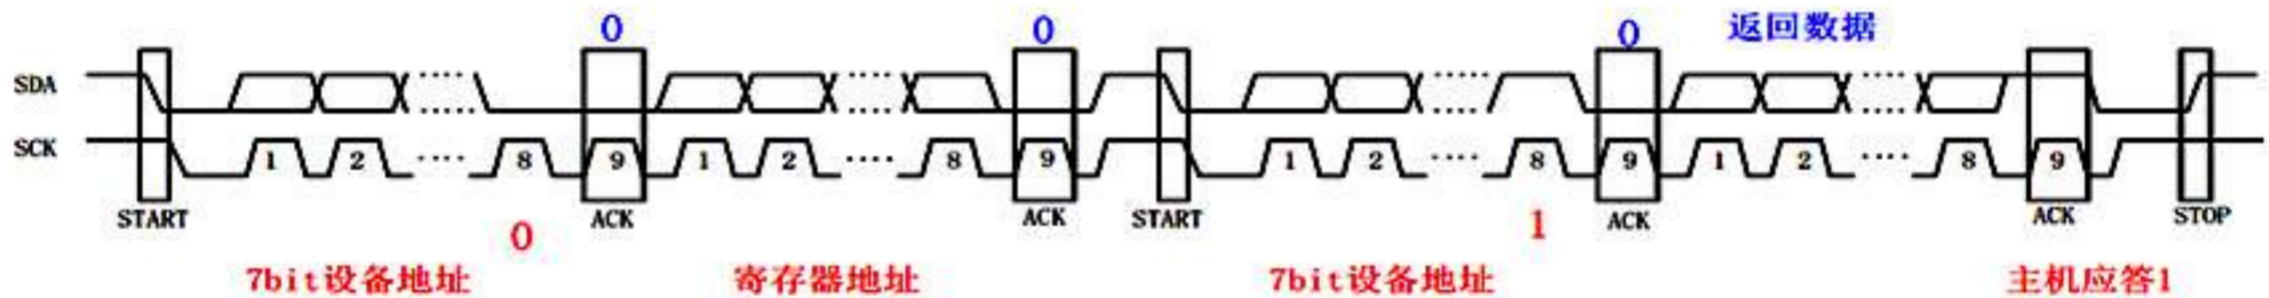 0 0 0 返回数据
SDA
SCK 1 2 8 9 1 2 8 9 1 2 8 9 1 2 8 9
START ACK ACK START ACK ACK STOP
0 1
7bit设备地址 寄存器地址 7bit设备地址 主机应答1